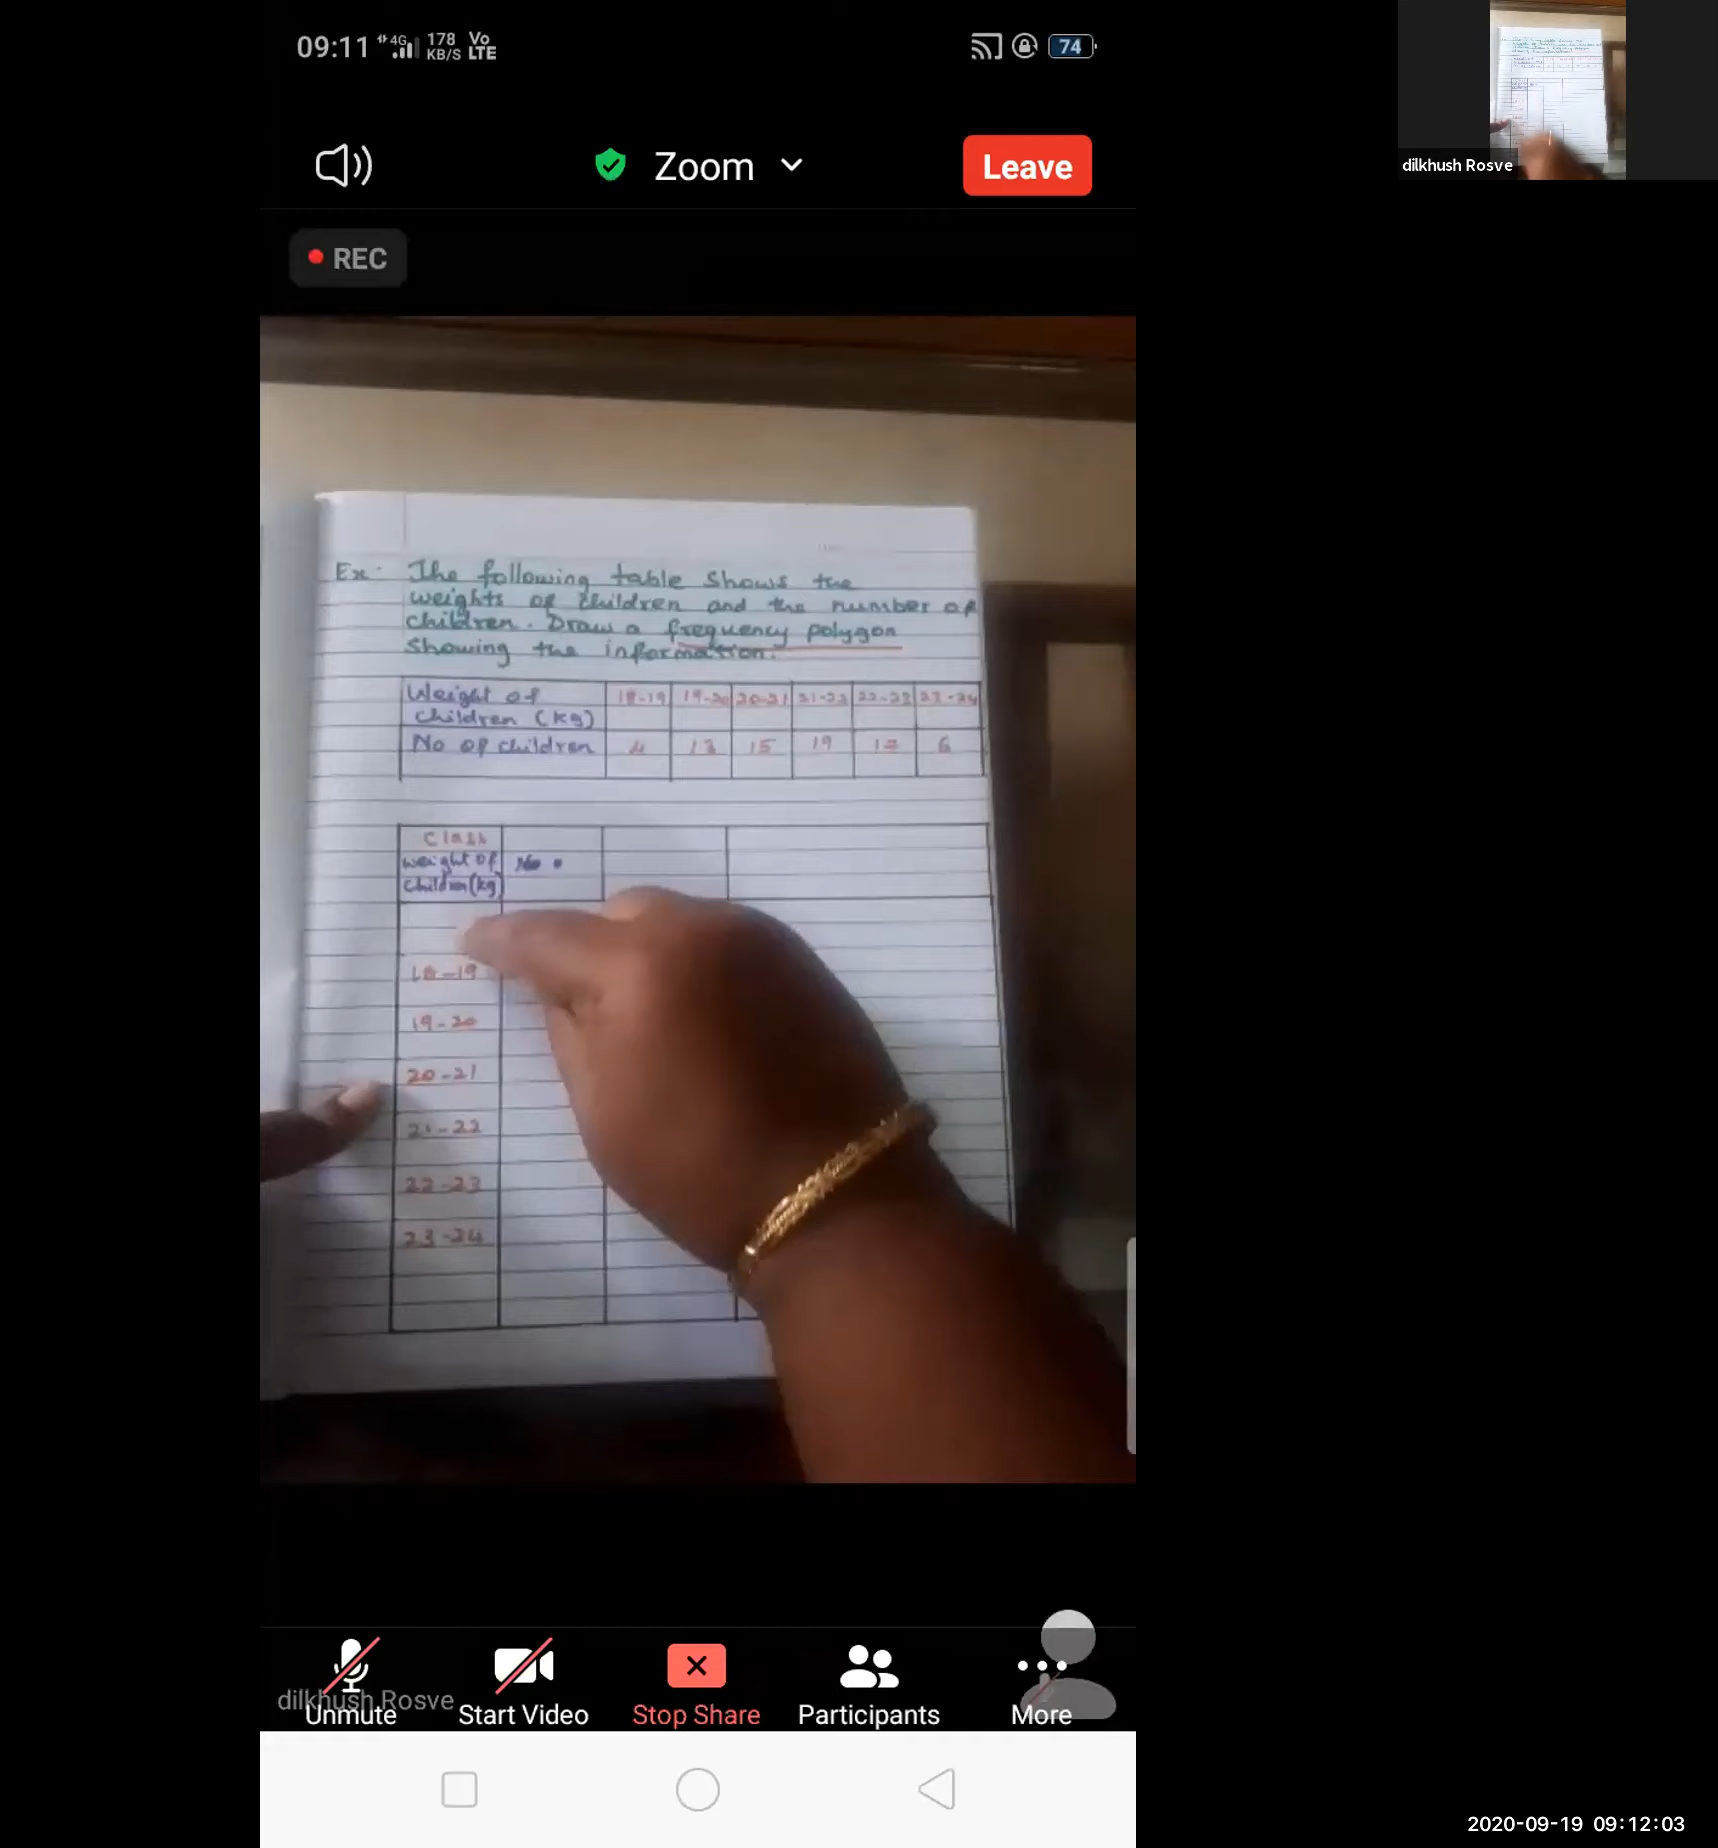 09:11 4G 178 KB/S Vo LTE 74
Zoom
Leave
REC
dilkhush Rosve
Ex. The following table shows the
weights of children and the number of
children. Draw a frequency polygon
showing the information.
Weight of children (kg) 18-19 19-20 20-21 21-22 22-23 23-24
No of children 4 13 15 19 6
Class
weight of
Children(kg)
No
18-19
19-20
20-21
21-22
22-23
23-24
dilkhush Rosve
Unmute Start Video Stop Share Participants More
2020-09-19 09:12:03